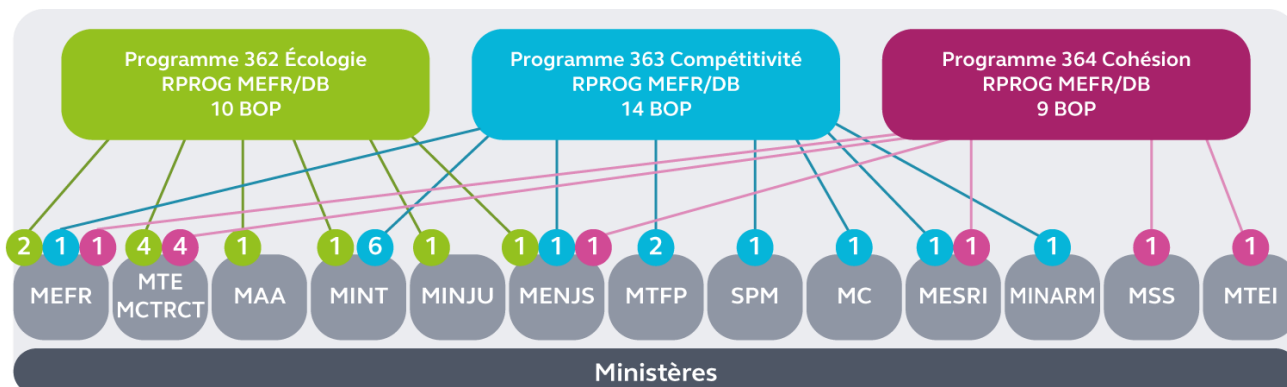 Programme 362 Écologie
RPROG MEFR/DB
10 BOP
Programme 363 Compétitivité
RPROG MEFR/DB
14 BOP
Programme 364 Cohésion
RPROG MEFR/DB
9 BOP
2 1 1 4 4 1 1 6 1 1 1 1 2 1 1 1 1 1 1 1
MEFR
MTE
MCTRCT
MAA
MINT
MINJU
MENJS
MTFP
SPM
MC
MESRI
MINARM
MSS
MTEI
Ministères